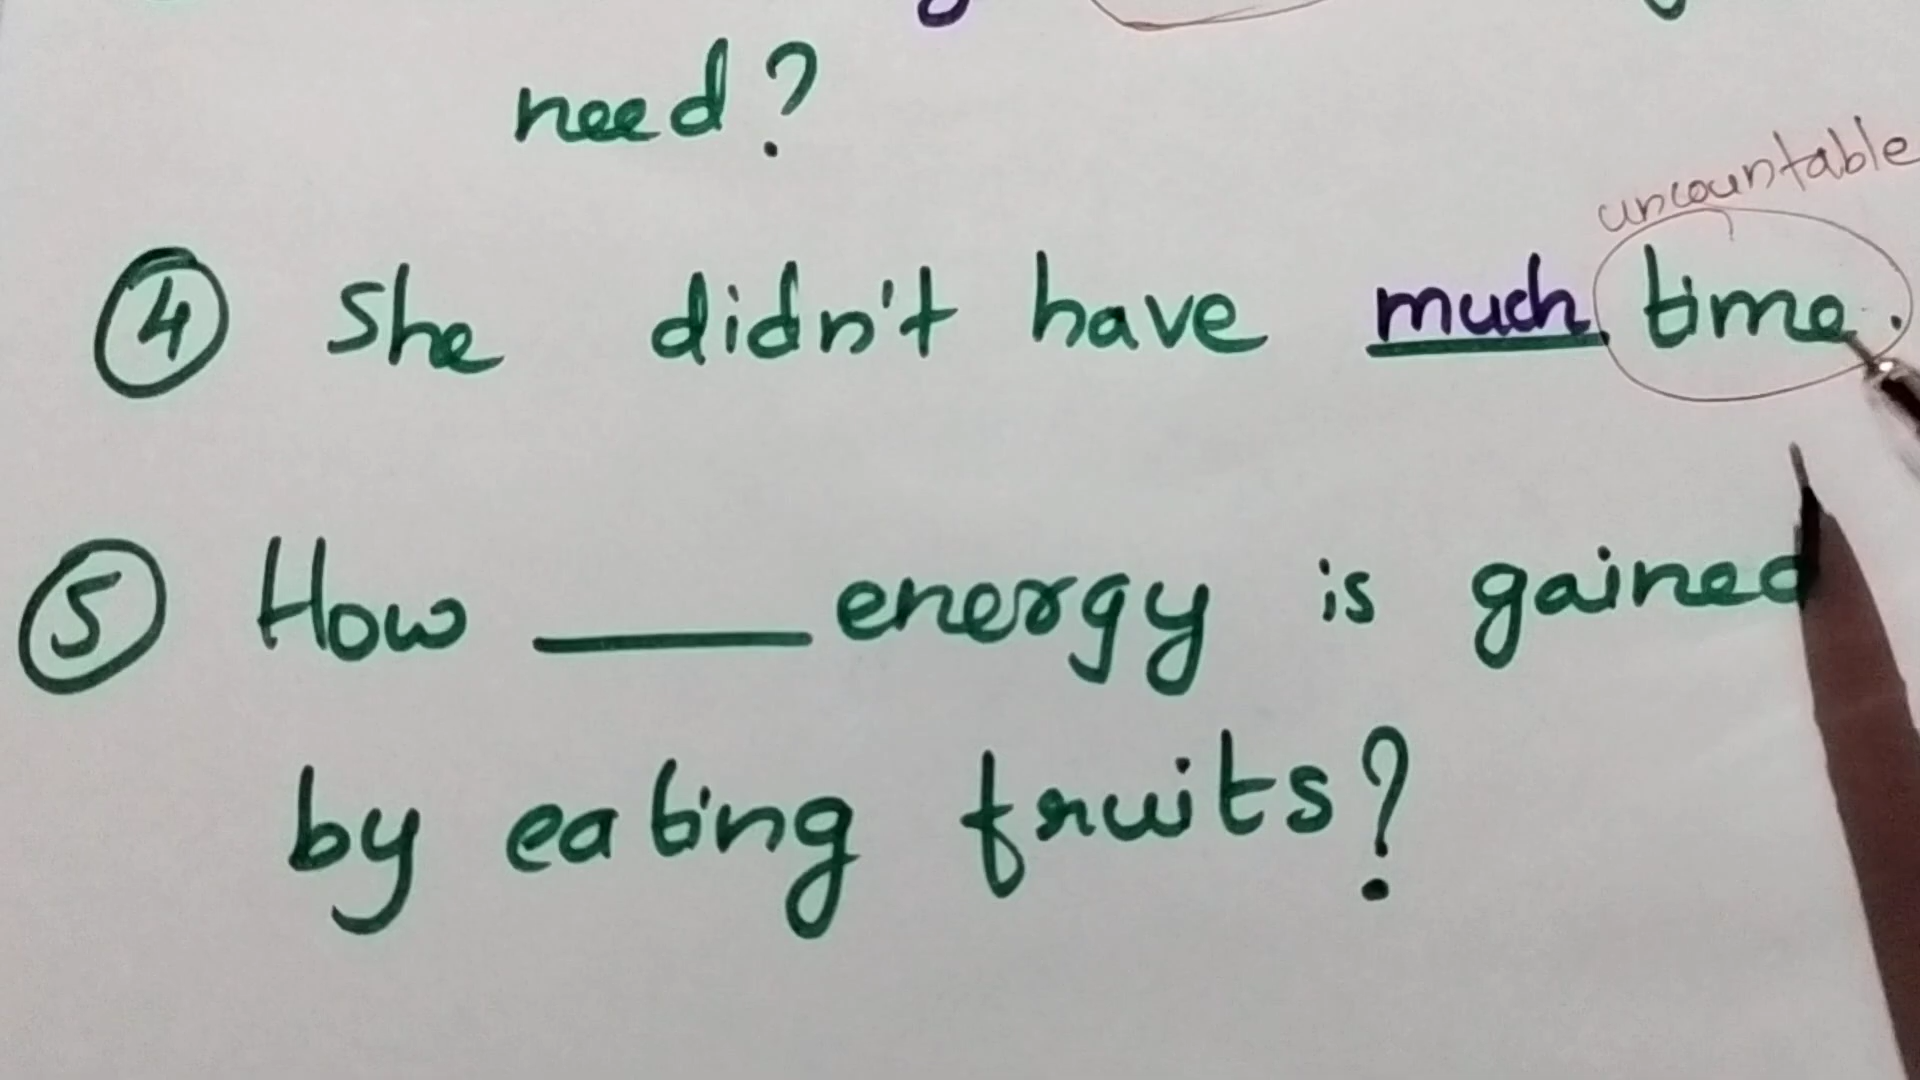 need?
uncountable
④ She didn't have much time.
⑤ How ____ energy is gained
by eating fruits?